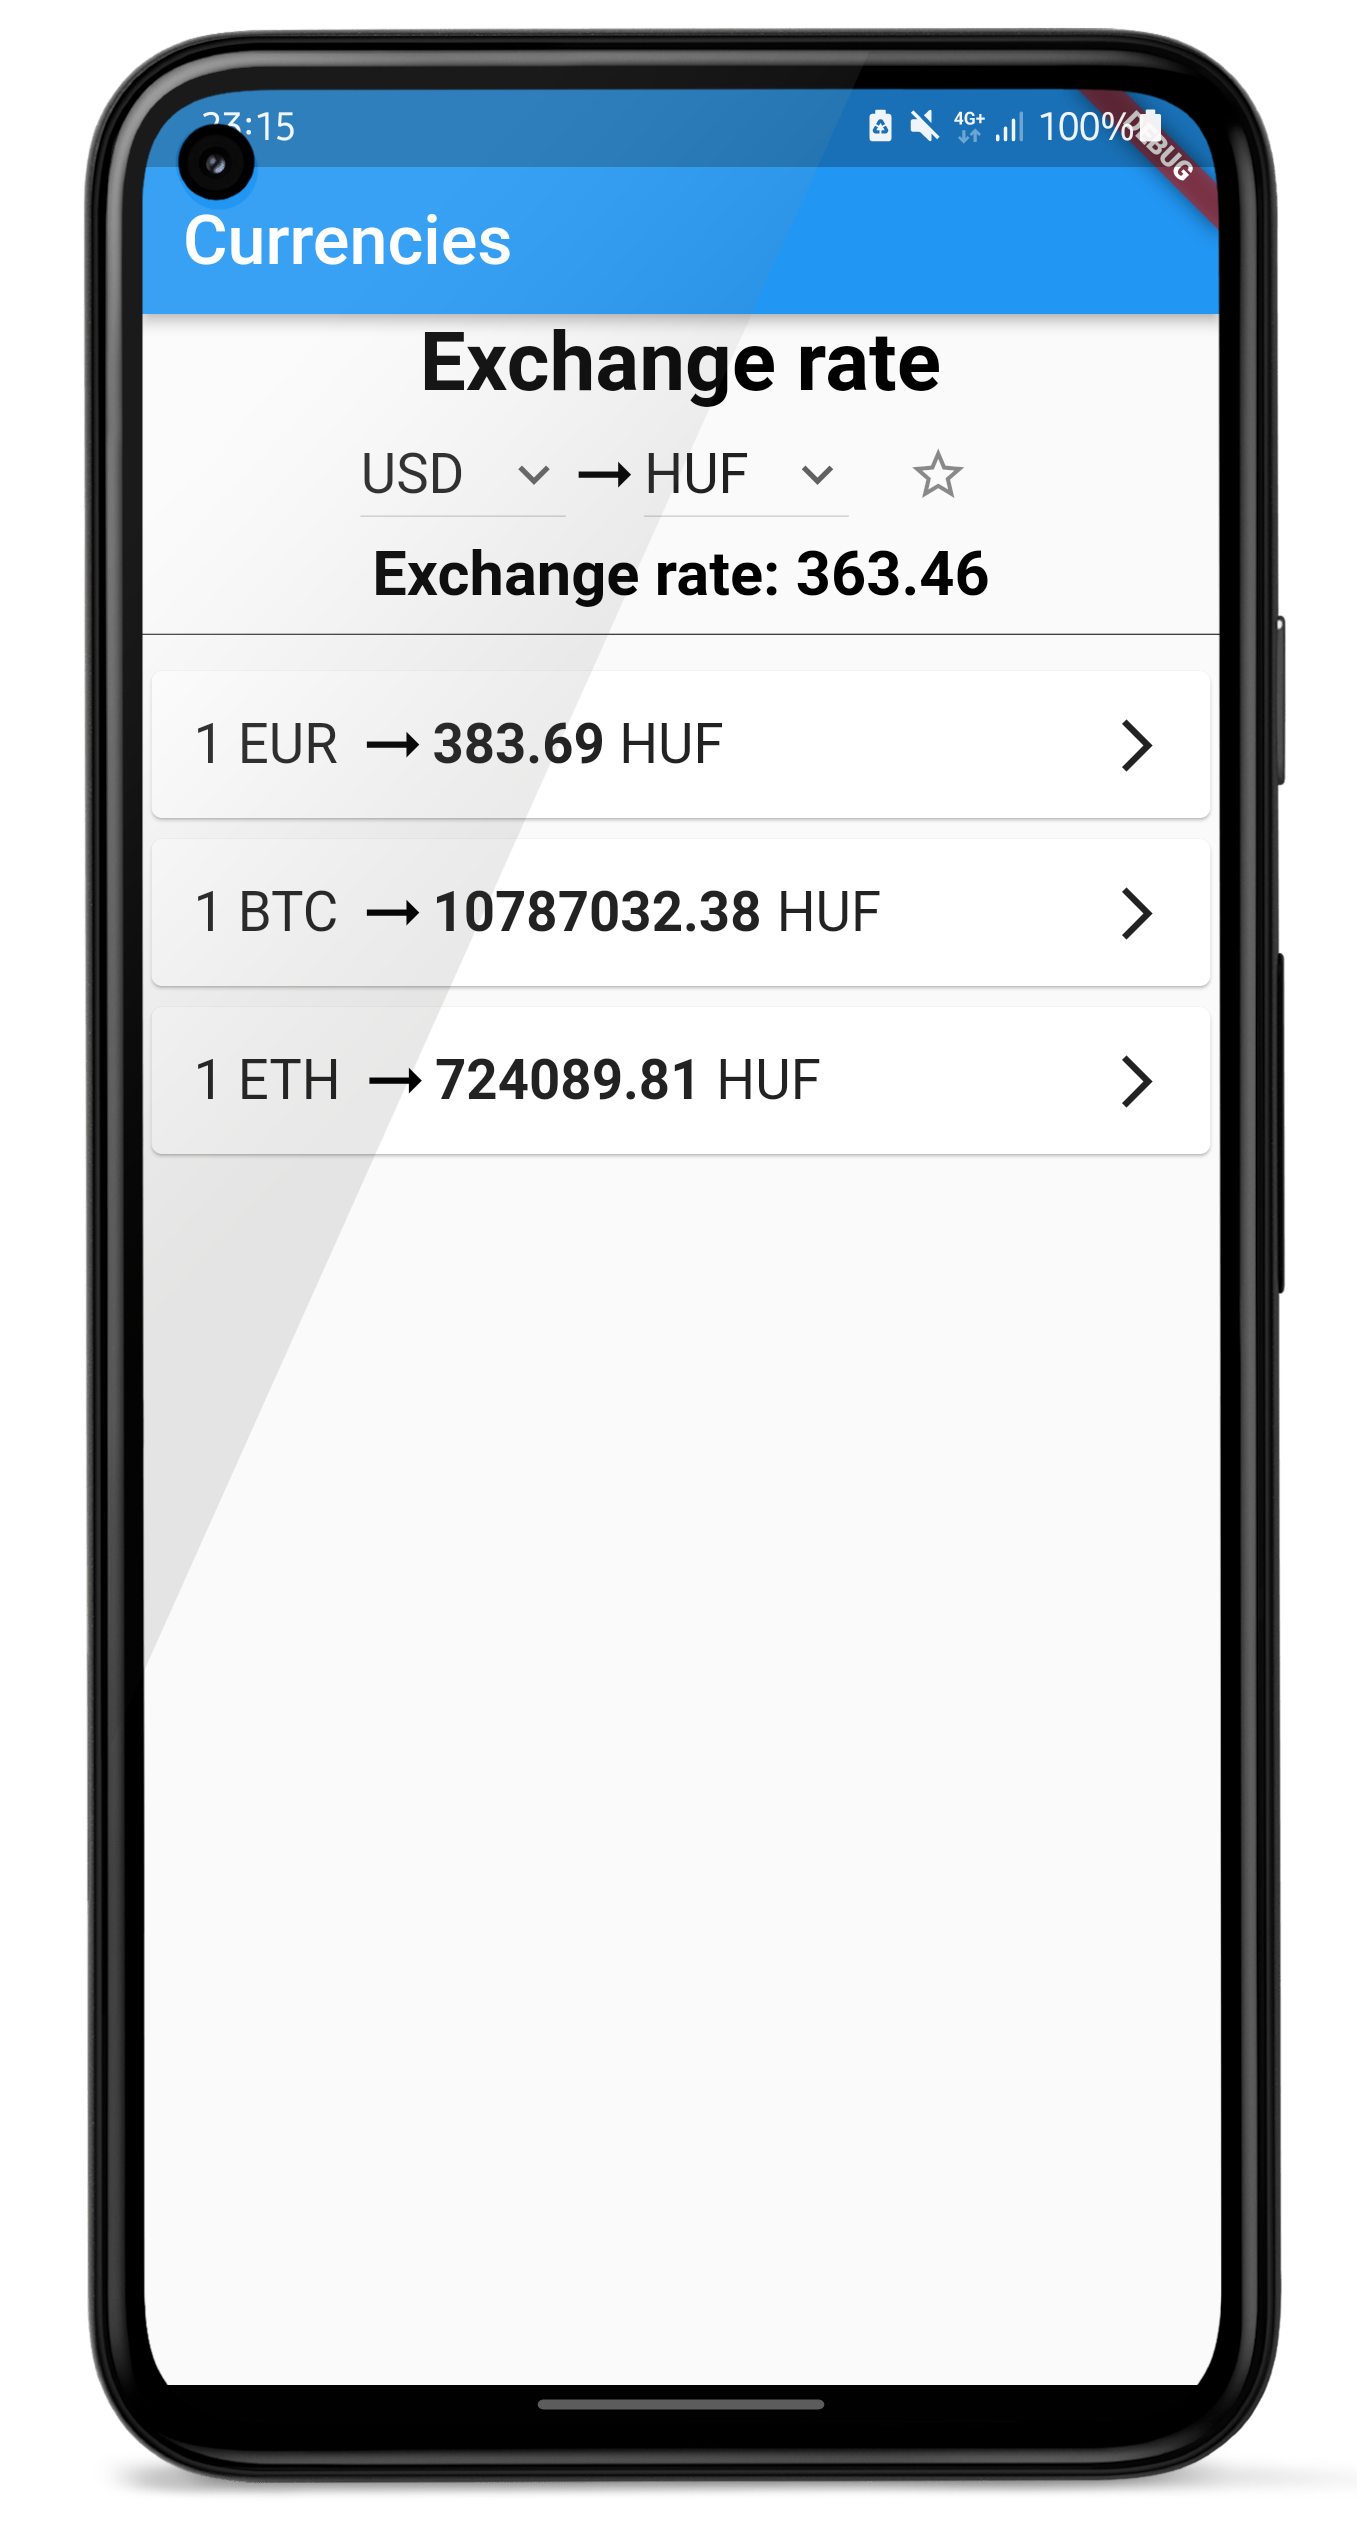 23:15 4G+ 100%
DEBUG
Currencies
Exchange rate
USD HUF
Exchange rate: 363.46
1 EUR → 383.69 HUF
1 BTC → 10787032.38 HUF
1 ETH → 724089.81 HUF